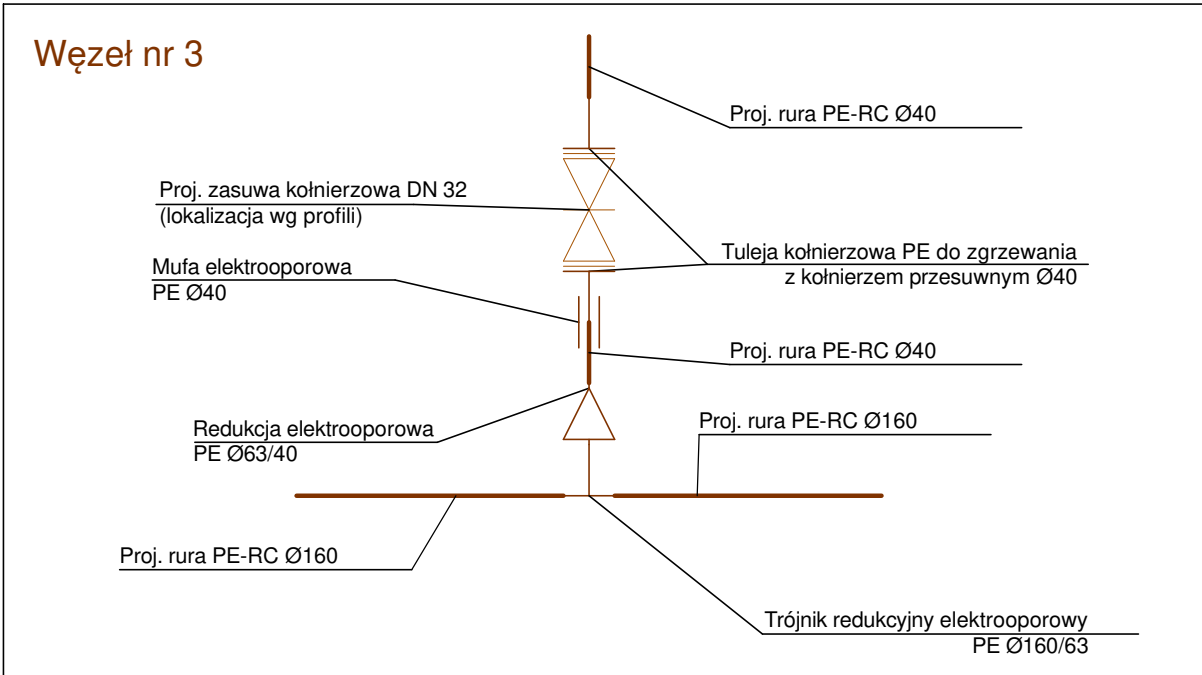 Węzeł nr 3
Proj. rura PE-RC Ø40
Proj. zasuwa kołnierzowa DN 32
(lokalizacja wg profili)
Tuleja kołnierzowa PE do zgrzewania
z kołnierzem przesuwnym Ø40
Mufa elektrooporowa
PE Ø40
Proj. rura PE-RC Ø40
Redukcja elektrooporowa
PE Ø63/40
Proj. rura PE-RC Ø160
Proj. rura PE-RC Ø160
Trójnik redukcyjny elektrooporowy
PE Ø160/63